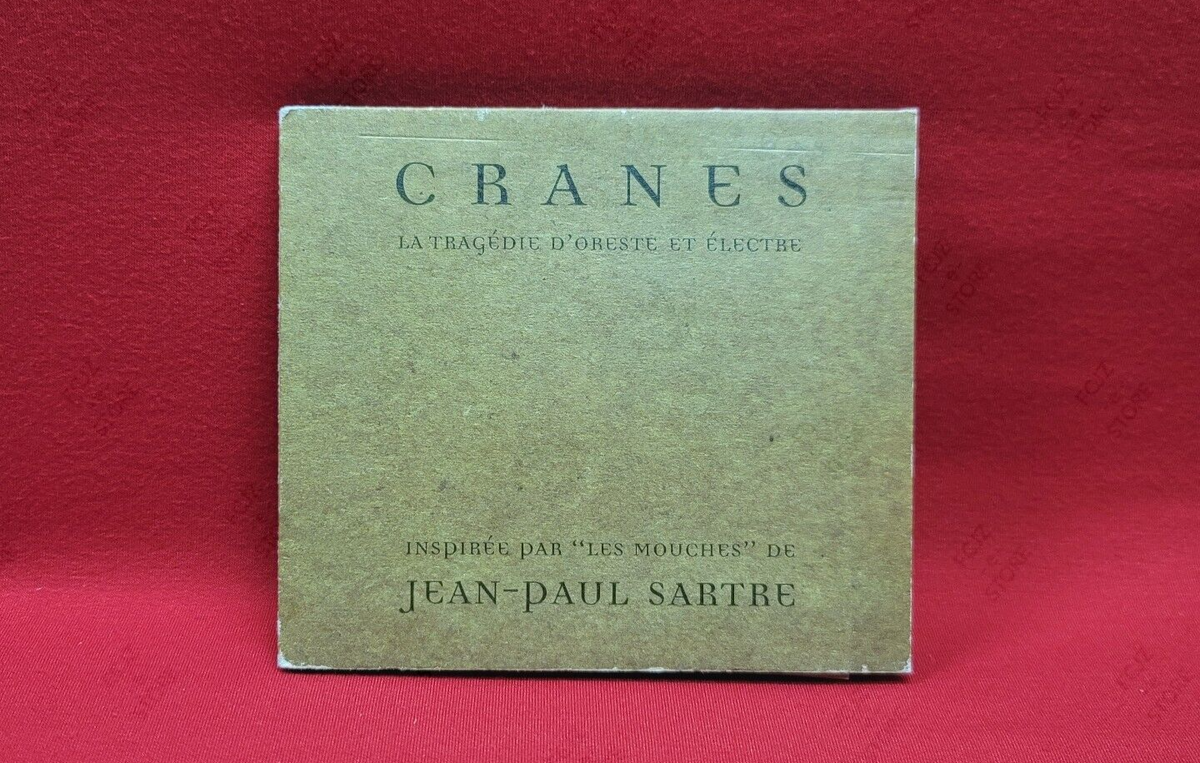 CRANES
LA TRAGÉDIE D'ORESTE ET ÉLECTRE
INSPIRÉE PAR "LES MOUCHES" DE
JEAN-PAUL SARTRE